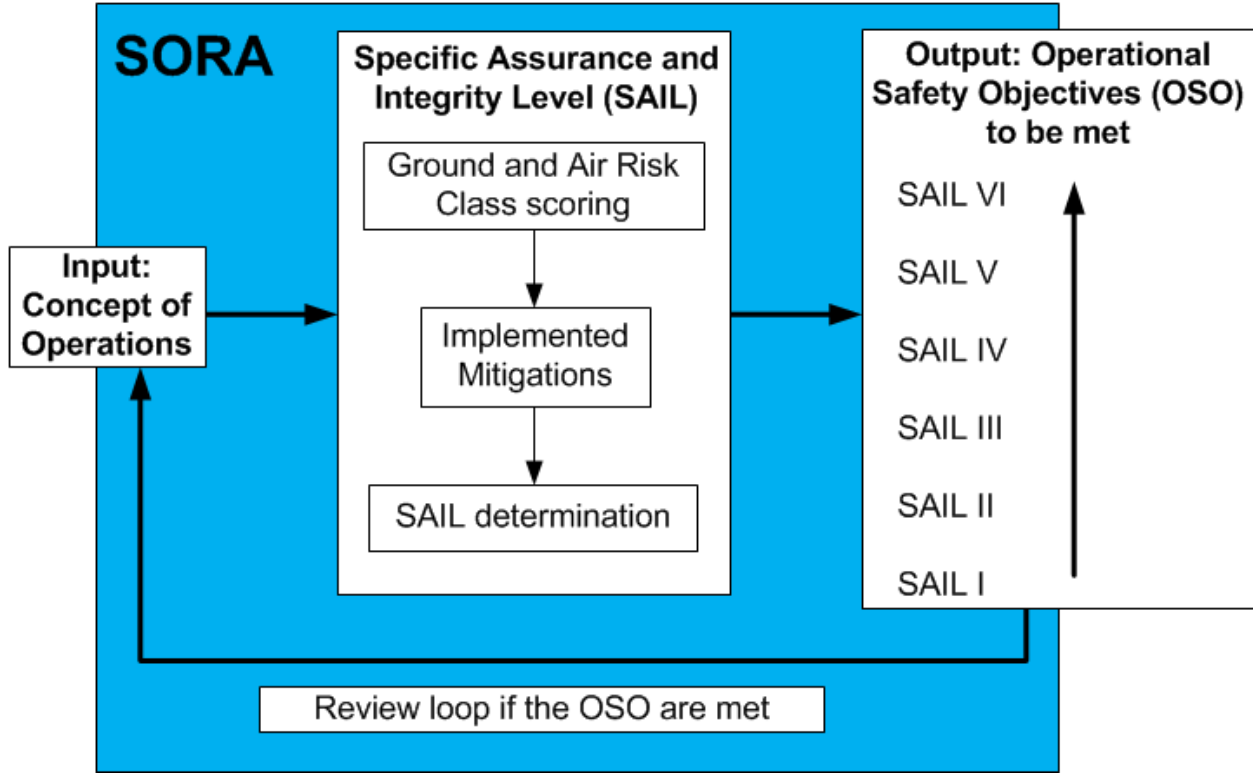 SORA
Specific Assurance and
Integrity Level (SAIL)
Ground and Air Risk
Class scoring
Implemented
Mitigations
SAIL determination
Input:
Concept of
Operations
Output: Operational
Safety Objectives (OSO)
to be met
SAIL VI
SAIL V
SAIL IV
SAIL III
SAIL II
SAIL I
Review loop if the OSO are met